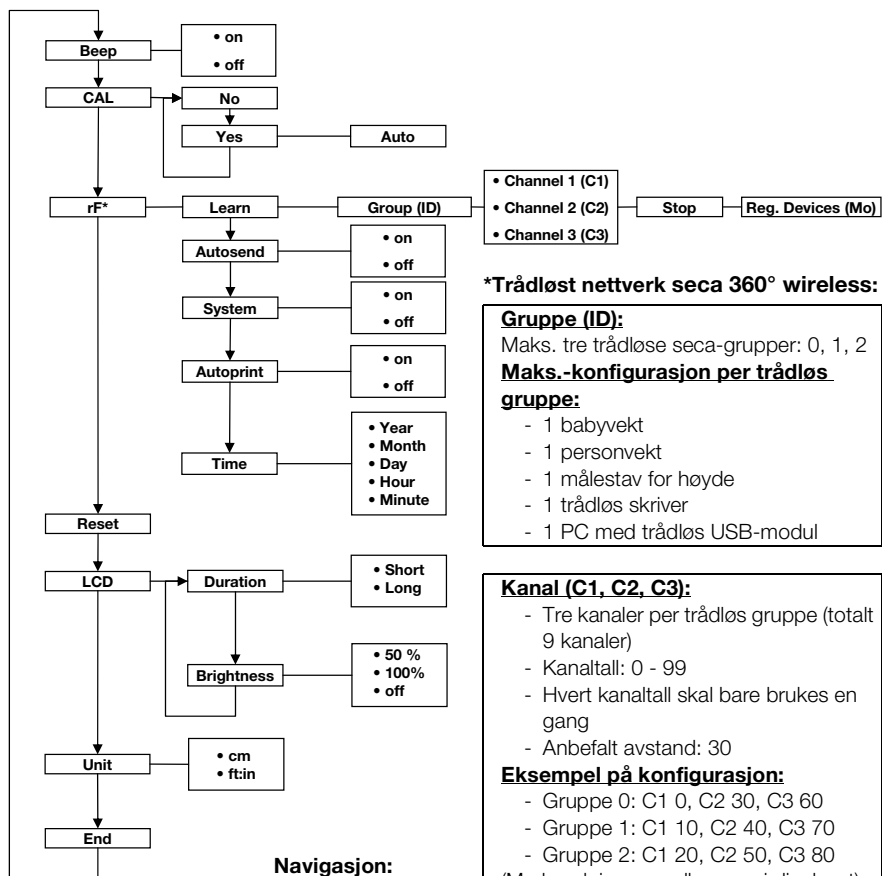 Beep
• on
• off
CAL
No
Yes
Auto
rF*
Learn
Group (ID)
• Channel 1 (C1)
• Channel 2 (C2)
• Channel 3 (C3)
Stop
Reg. Devices (Mo)
Autosend
• on
• off
System
• on
• off
Autoprint
• on
• off
Time
• Year
• Month
• Day
• Hour
• Minute
Reset
LCD
Duration
• Short
• Long
Brightness
• 50 %
• 100%
• off
Unit
• cm
• ft:in
End
Navigasjon:
*Trådløst nettverk seca 360° wireless:
Gruppe (ID):
Maks. tre trådløse seca-grupper: 0, 1, 2
Maks.-konfigurasjon per trådløs
gruppe:
- 1 babyvekt
- 1 personvekt
- 1 målestav for høyde
- 1 trådløs skriver
- 1 PC med trådløs USB-modul
Kanal (C1, C2, C3):
- Tre kanaler per trådløs gruppe (totalt
9 kanaler)
- Kanaltall: 0 - 99
- Hvert kanaltall skal bare brukes en
gang
- Anbefalt avstand: 30
Eksempel på konfigurasjon:
- Gruppe 0: C1 0, C2 30, C3 60
- Gruppe 1: C1 10, C2 40, C3 70
- Gruppe 2: C1 20, C2 50, C3 80